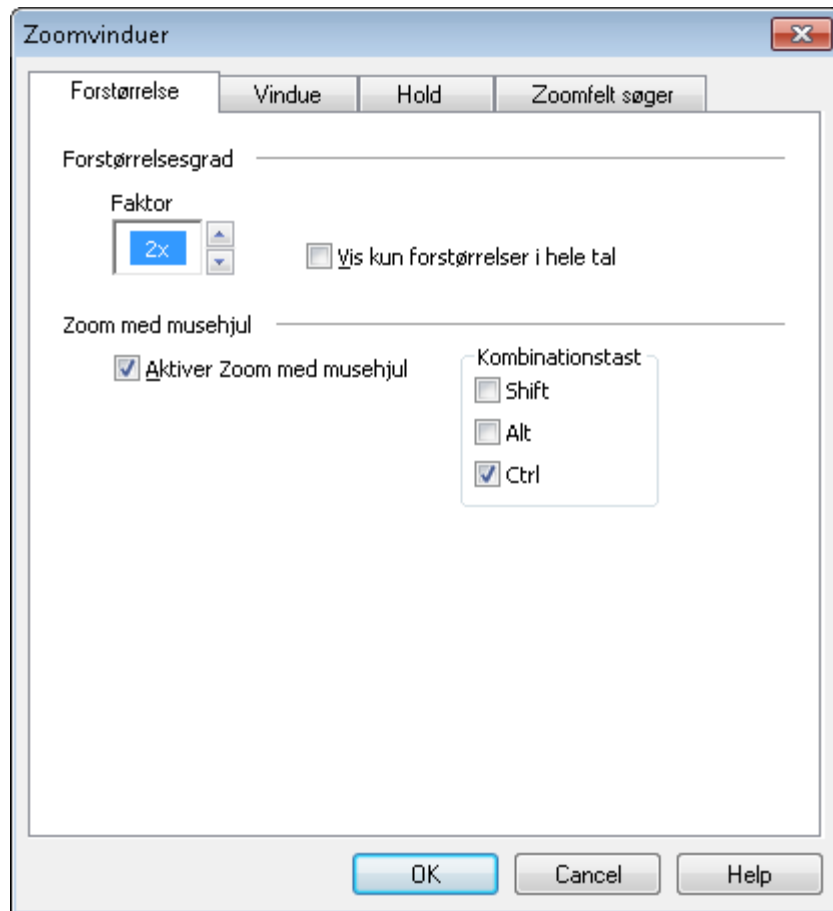 Zoomvinduer
Forstørrelse Vindue Hold Zoomfelt søger
Forstørrelsesgrad
Faktor
2x
Vis kun forstørrelser i hele tal
Zoom med musehjul
Aktiver Zoom med musehjul
Kombinationstast
Shift
Alt
Ctrl
OK Cancel Help